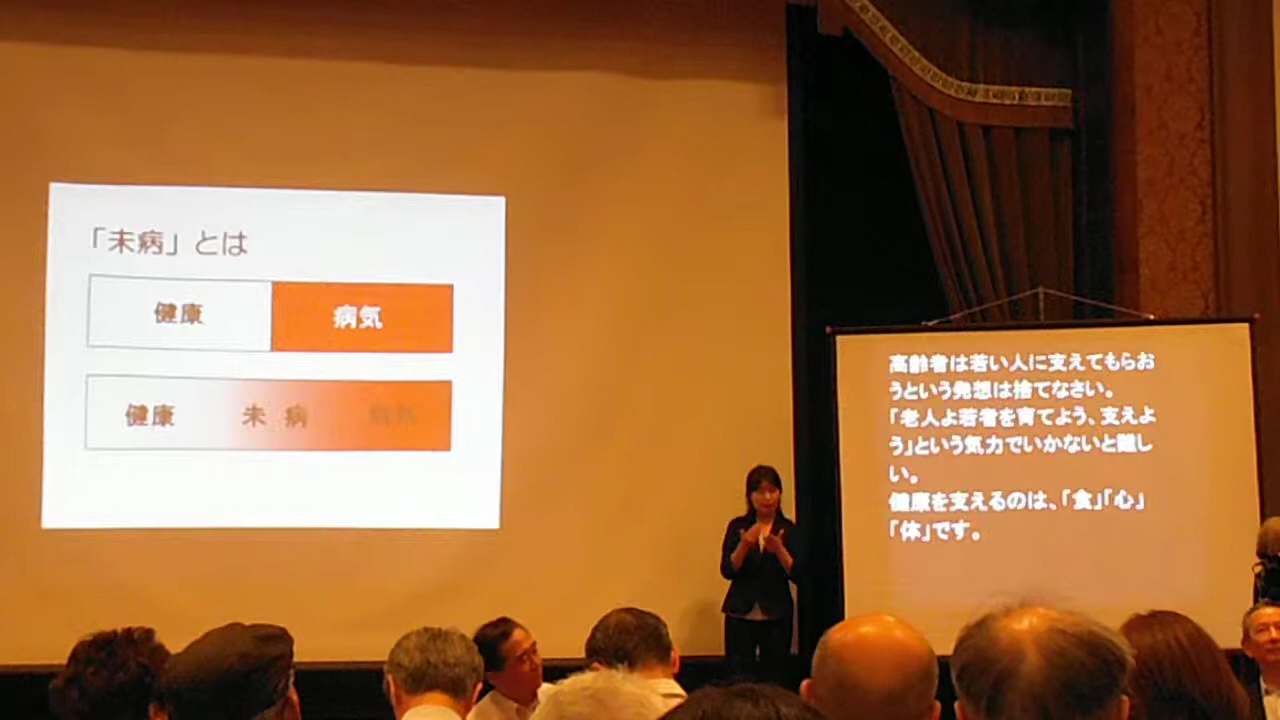 「未病」とは
健康
病気
健康 未 病 病気
高齢者は若い人に支えてもらお
うという発想は捨てなさい。
「老人よ若者を育てよう、支えよ
う」という気力でいかないと難し
い。
健康を支えるのは、「食」「心」
「体」です。